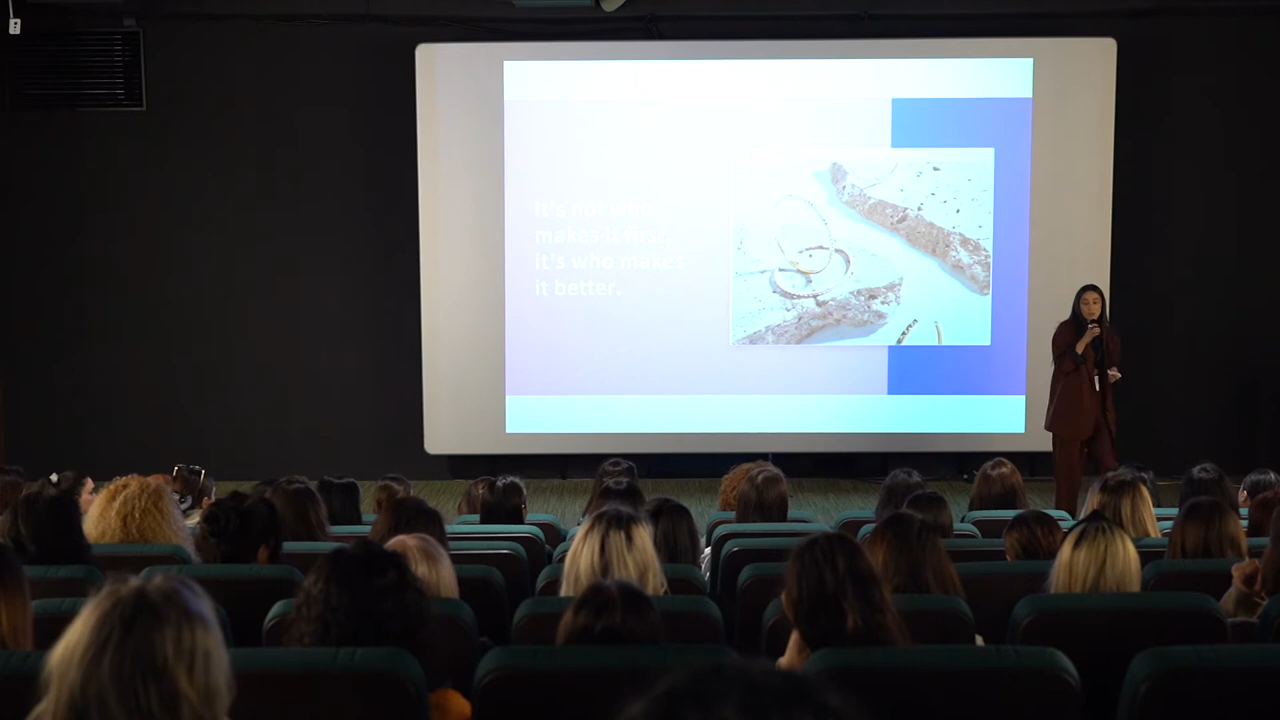 It's not who
makes it first,
it's who makes
it better.